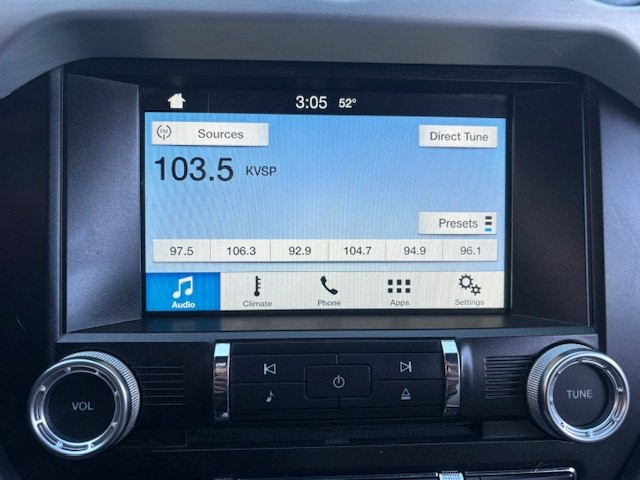 3:05 52°
FM Sources Direct Tune
103.5 KVSP
Presets
97.5 106.3 92.9 104.7 94.9 96.1
Audio Climate Phone Apps Settings
VOL TUNE